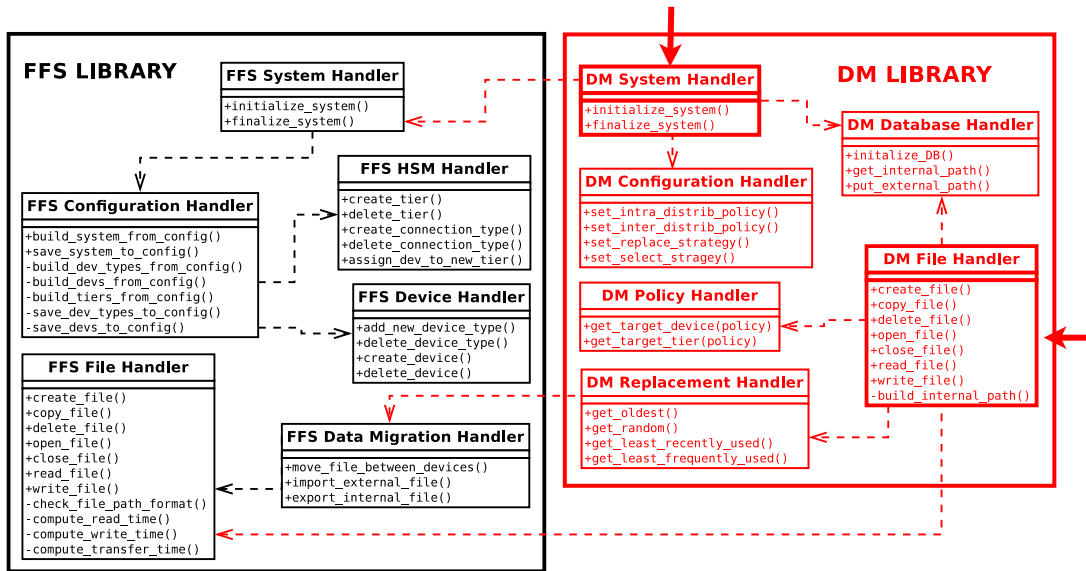 FFS LIBRARY
FFS System Handler
+initialize_system()
+finalize_system()
FFS HSM Handler
+create_tier()
+delete_tier()
+create_connection_type()
+delete_connection_type()
+assign_dev_to_new_tier()
FFS Configuration Handler
+build_system_from_config()
+save_system_to_config()
-build_dev_types_from_config()
-build_devs_from_config()
-build_tiers_from_config()
-save_dev_types_to_config()
-save_devs_to_config()
FFS Device Handler
+add_new_device_type()
+delete_device_type()
+create_device()
+delete_device()
FFS File Handler
+create_file()
+copy_file()
+delete_file()
+open_file()
+close_file()
+read_file()
+write_file()
-check_file_path_format()
-compute_read_time()
-compute_write_time()
-compute_transfer_time()
FFS Data Migration Handler
+move_file_between_devices()
+import_external_file()
+export_internal_file()
DM LIBRARY
DM System Handler
+initialize_system()
+finalize_system()
DM Database Handler
+initalize_DB()
+get_internal_path()
+put_external_path()
DM Configuration Handler
+set_intra_distrib_policy()
+set_inter_distrib_policy()
+set_replace_strategy()
+set_select_stragey()
DM File Handler
+create_file()
+copy_file()
+delete_file()
+open_file()
+close_file()
+read_file()
+write_file()
-build_internal_path()
DM Policy Handler
+get_target_device(policy)
+get_target_tier(policy)
DM Replacement Handler
+get_oldest()
+get_random()
+get_least_recently_used()
+get_least_frequently_used()